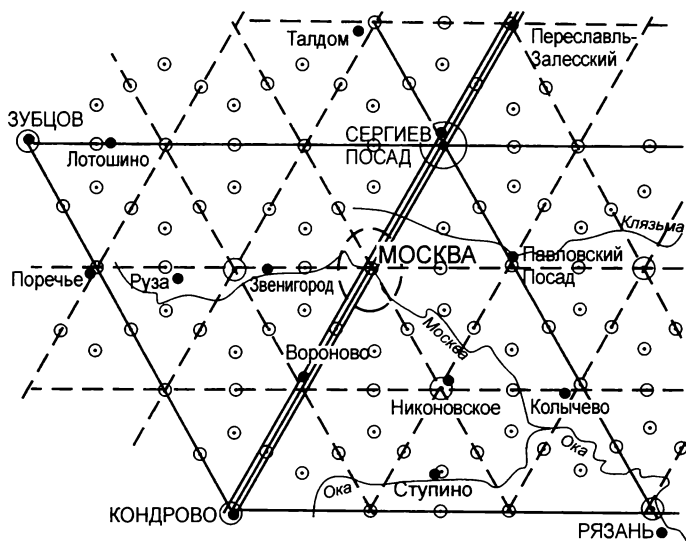 Талдом
Переславль-
Залесский
ЗУБЦОВ
Лотошино
СЕРГИЕВ
ПОСАД
Клязьма
МОСКВА
Павловский
Посад
Поречье
Руза
Звенигород
Москва
Вороново
Никоновское
Колычево
Ока
Ока
Ступино
КОНДРОВО
РЯЗАНЬ